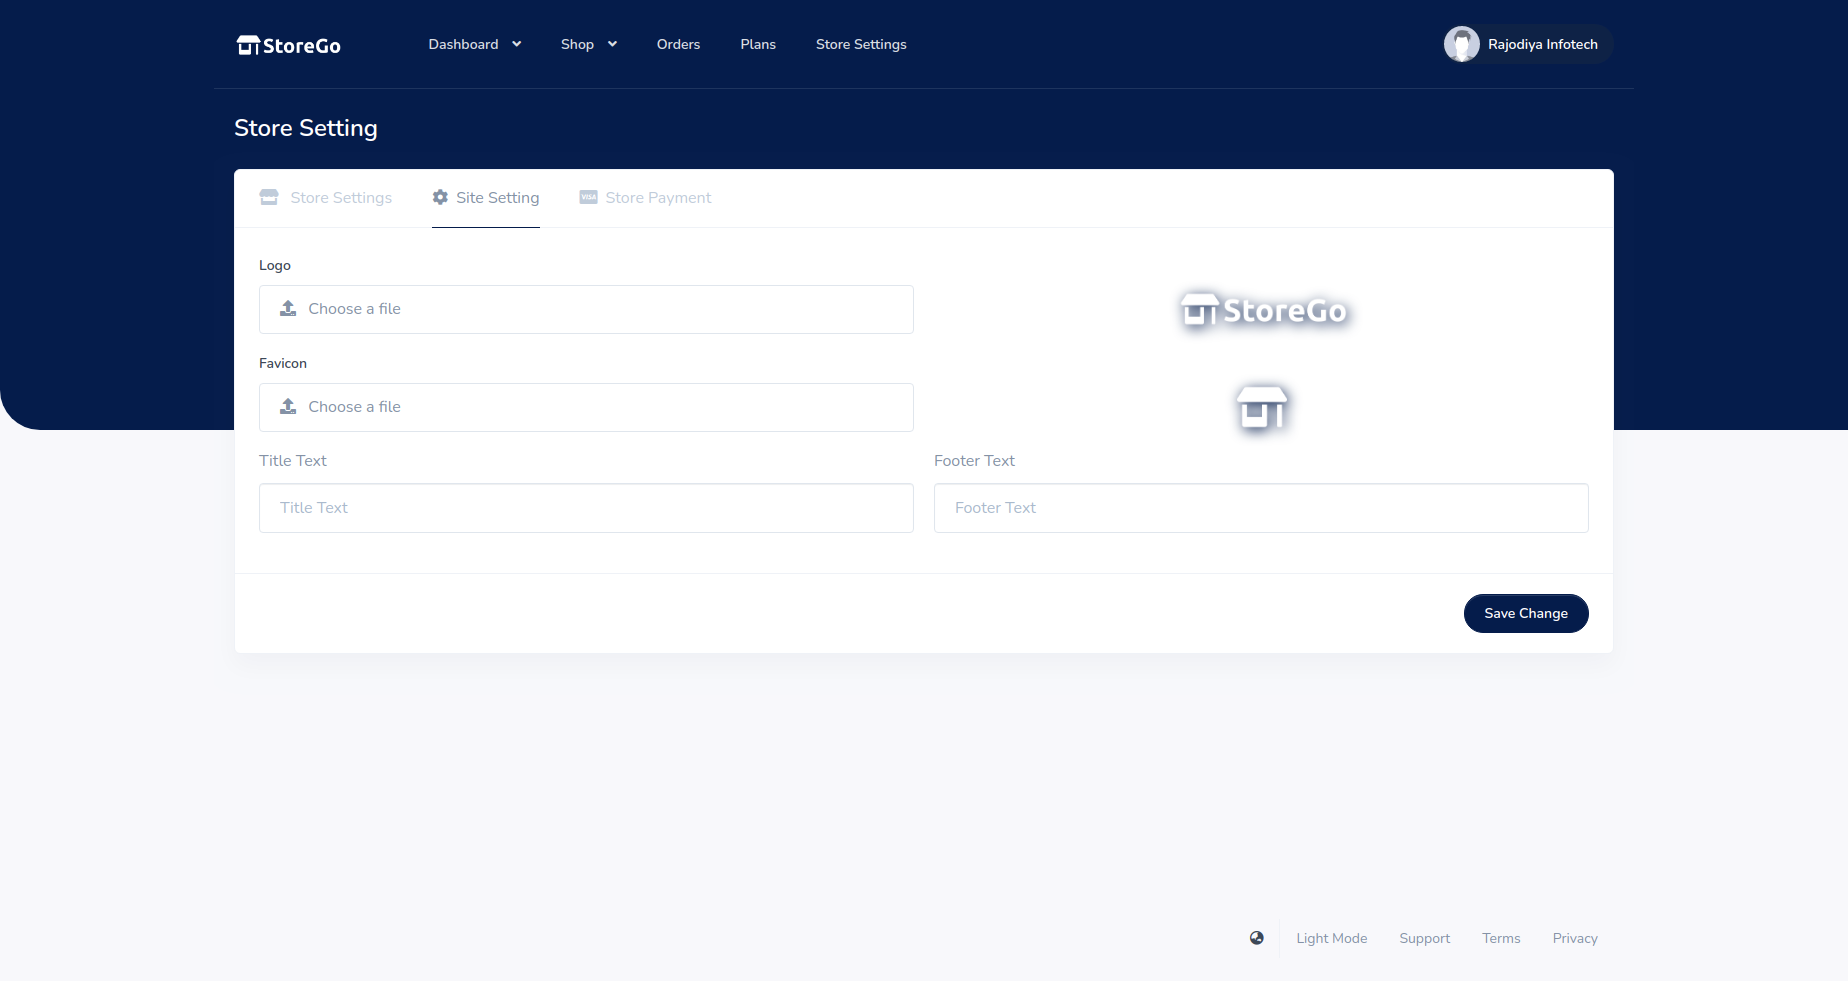 StoreGo Dashboard Shop Orders Plans Store Settings Rajodiya Infotech
Store Setting
Store Settings Site Setting VISA Store Payment
Logo
Choose a file
StoreGo
Favicon
Choose a file
Title Text Footer Text
Title Text Footer Text
Save Change
Light Mode Support Terms Privacy